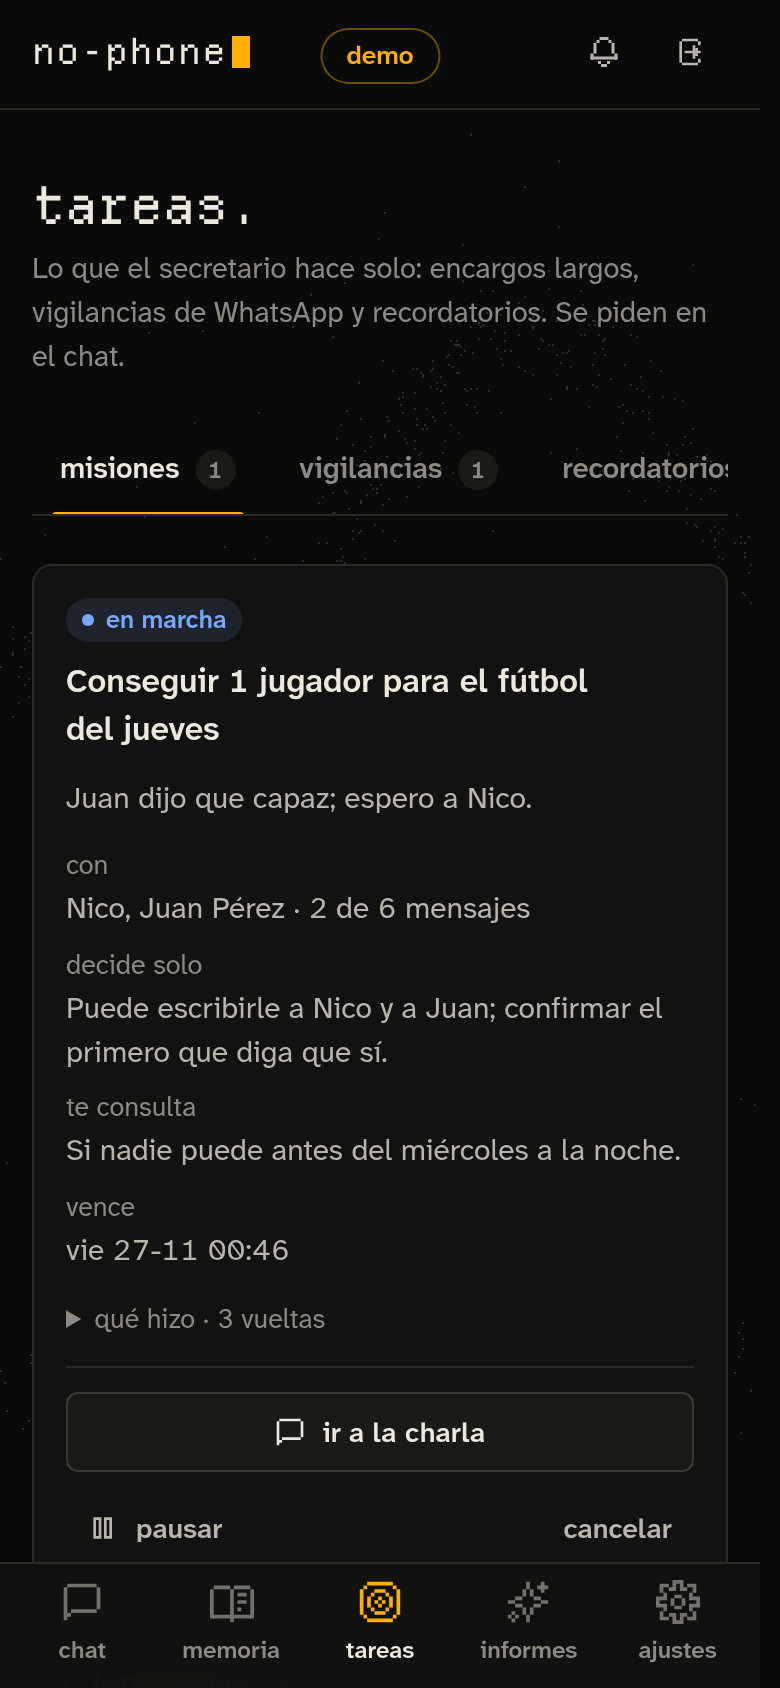 no-phone
demo
tareas.
Lo que el secretario hace solo: encargos largos,
vigilancias de WhatsApp y recordatorios. Se piden en
el chat.
misiones 1
vigilancias 1
recordatorios
en marcha
Conseguir 1 jugador para el fútbol
del jueves
Juan dijo que capaz; espero a Nico.
con
Nico, Juan Pérez · 2 de 6 mensajes
decide solo
Puede escribirle a Nico y a Juan; confirmar el
primero que diga que sí.
te consulta
Si nadie puede antes del miércoles a la noche.
vence
vie 27-11 00:46
qué hizo · 3 vueltas
ir a la charla
pausar
cancelar
chat
memoria
tareas
informes
ajustes